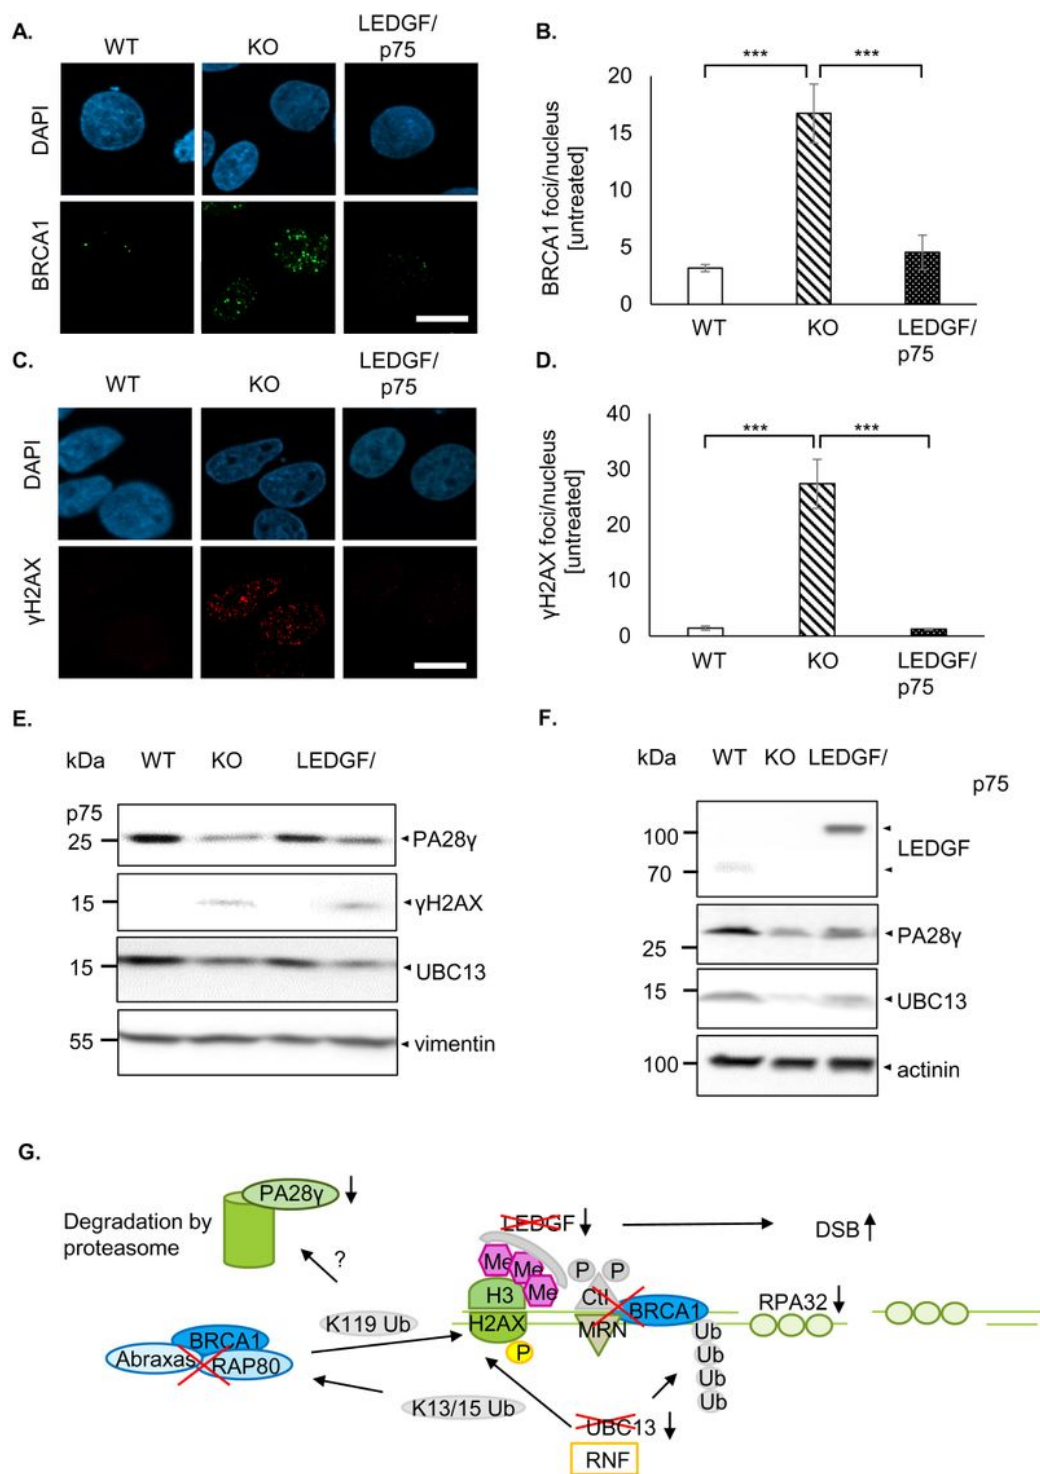 A.
WT
KO
LEDGF/
p75
DAPI
BRCA1
B.
***
***
BRCA1 foci/nucleus
[untreated]
20
15
10
5
0
WT
KO
LEDGF/
p75
C.
WT
KO
LEDGF/
p75
DAPI
γH2AX
D.
***
***
γH2AX foci/nucleus
[untreated]
40
30
20
10
0
WT
KO
LEDGF/
p75
E.
kDa WT KO LEDGF/
p75
25 PA28γ
15 γH2AX
15 UBC13
55 vimentin
F.
kDa WT KO LEDGF/
p75
100
LEDGF
70
PA28γ
25
15 UBC13
100 actinin
G.
PA28γ
Degradation by
proteasome
?
LEDGF
DSB
Me Me Me
P P
H3
CtI
BRCA1
RPA32
H2AX
MRN
P
Ub
Ub
Ub
Ub
K119 Ub
BRCA1
Abraxas RAP80
K13/15 Ub
UBC13
RNF